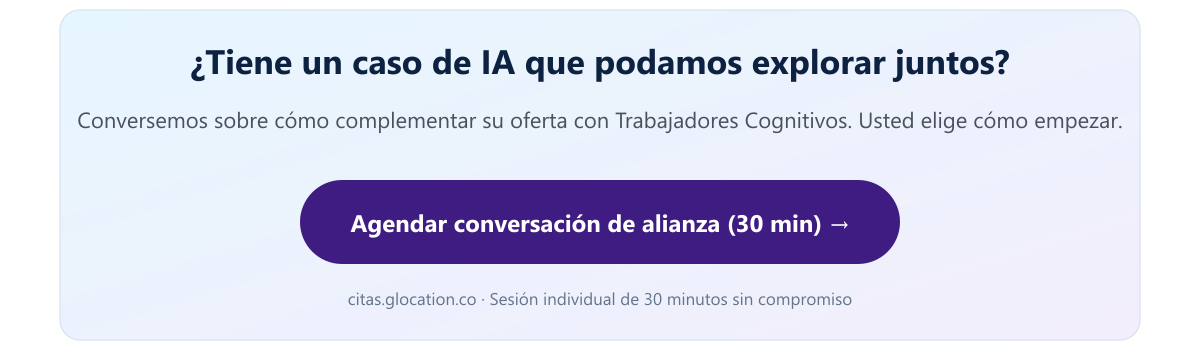 ¿Tiene un caso de IA que podamos explorar juntos?
Conversemos sobre cómo complementar su oferta con Trabajadores Cognitivos. Usted elige cómo empezar.
Agendar conversación de alianza (30 min) →
citas.glocation.co · Sesión individual de 30 minutos sin compromiso